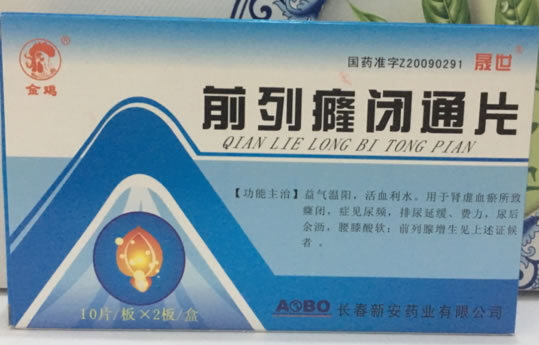 国药准字Z20090291 晟世
金鸡
前列癃闭通片
QIAN LIE LONG BI TONG PIAN
【功能主治】益气温阳，活血利水。用于肾虚血瘀所致
癃闭，症见尿频，排尿延缓、费力，尿后
余沥，腰膝酸软；前列腺增生见上述证候
者。
10片/板×2板/盒
AOBO 长春新安药业有限公司